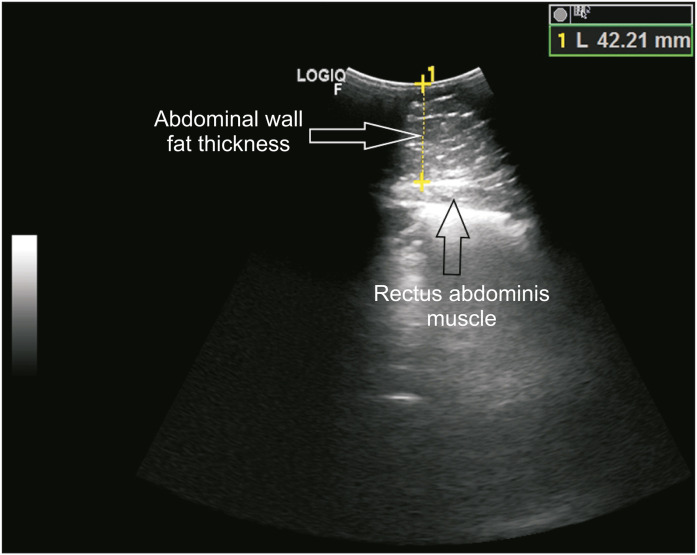 1 L 42.21 mm
LOGIQ
F
1
Abdominal wall
fat thickness
Rectus abdominis
muscle